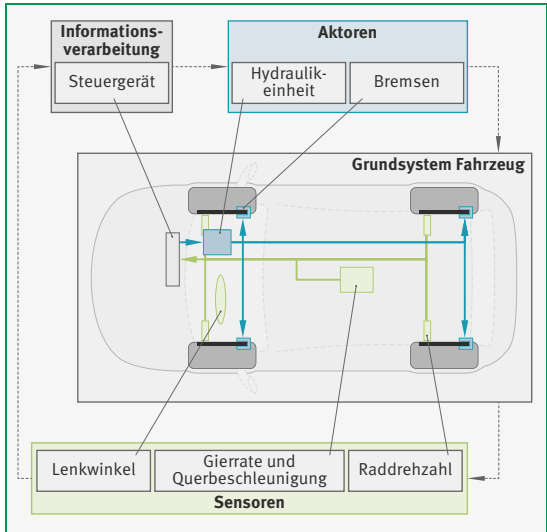 Informations-
verarbeitung
Steuergerät
Aktoren
Hydraulik-
einheit
Bremsen
Grundsystem Fahrzeug
Lenkwinkel
Gierrate und
Querbeschleunigung
Raddrehzahl
Sensoren